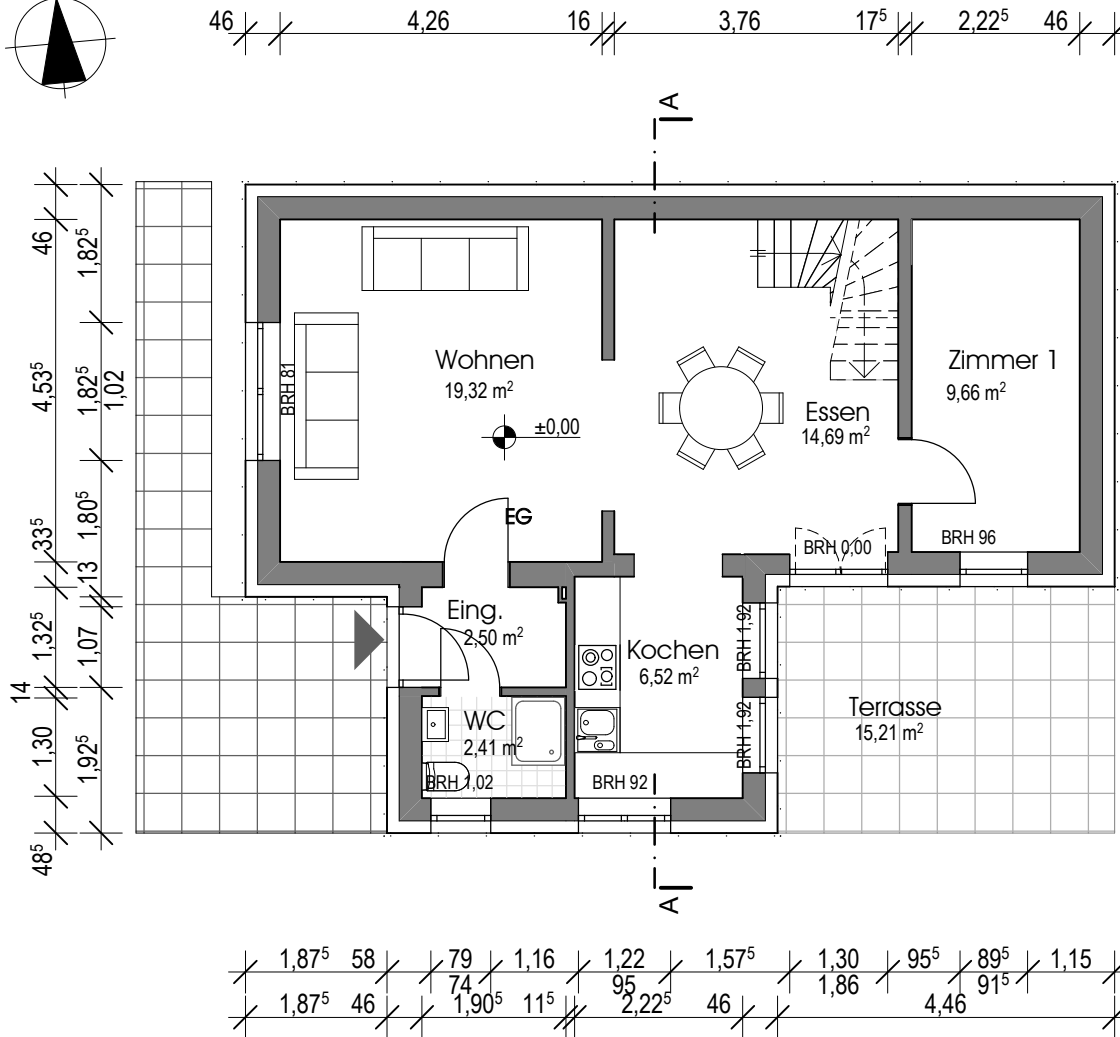 46 4,26 16 3,76 17⁵ 2,22⁵ 46
A
46
1,82⁵
4,53⁵
1,82⁵
1,02
1,80⁵
33⁵
13
1,32⁵
1,07
14
1,30
1,92⁵
48⁵
BRH 81
Wohnen
19,32 m²
±0,00
EG
Essen
14,69 m²
Zimmer 1
9,66 m²
BRH 0,00
BRH 96
Eing.
2,50 m²
Kochen
6,52 m²
BRH 1,92
BRH 1,92
WC
2,41 m²
BRH 1,02
BRH 92
Terrasse
15,21 m²
A
1,87⁵ 58 79 1,16 1,22 1,57⁵ 1,30 95⁵ 89⁵ 1,15
74 95 1,86 91⁵
1,87⁵ 46 1,90⁵ 11⁵ 2,22⁵ 46 4,46